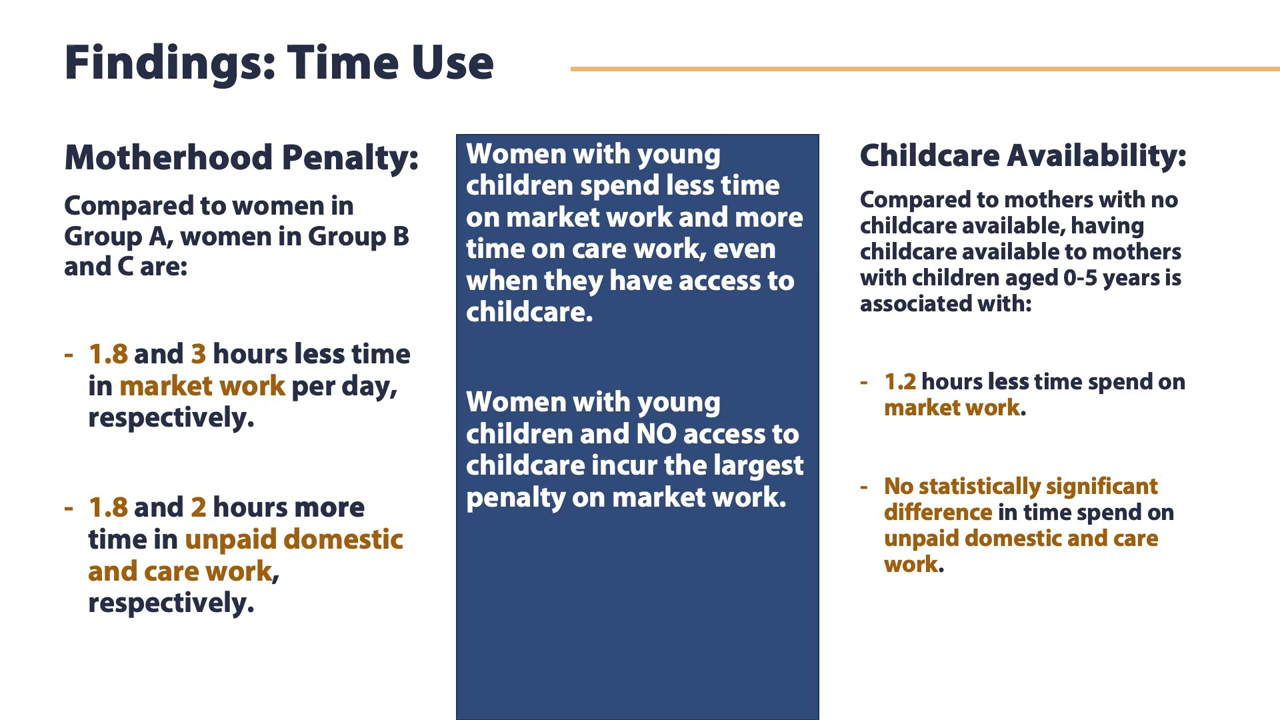 Findings: Time Use
Motherhood Penalty:
Compared to women in
Group A, women in Group B
and C are:
- 1.8 and 3 hours less time
in market work per day,
respectively.
- 1.8 and 2 hours more
time in unpaid domestic
and care work,
respectively.
Women with young
children spend less time
on market work and more
time on care work, even
when they have access to
childcare.
Women with young
children and NO access to
childcare incur the largest
penalty on market work.
Childcare Availability:
Compared to mothers with no
childcare available, having
childcare available to mothers
with children aged 0-5 years is
associated with:
- 1.2 hours less time spend on
market work.
- No statistically significant
difference in time spend on
unpaid domestic and care
work.